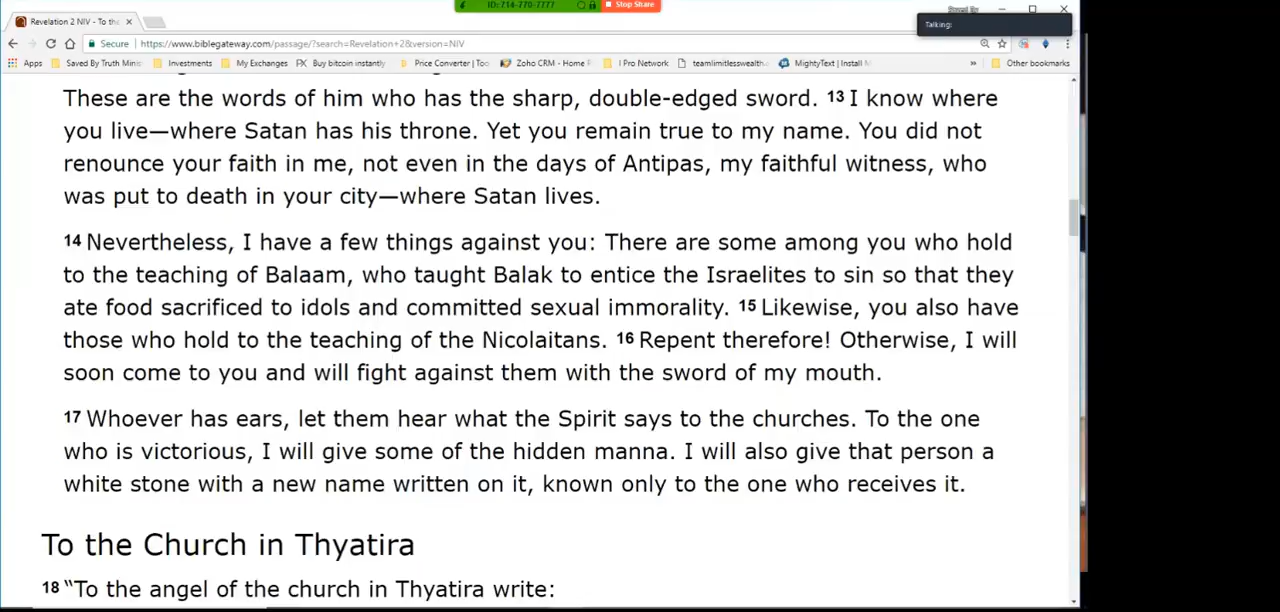 ID:714-770-7777 Stop Share
Revelation 2 NIV - To the
Talking:
Secure https://www.biblegateway.com/passage/?search=Revelation+2&version=NIV
Apps Saved By Truth Minis Investments My Exchanges Buy bitcoin instantly Price Converter | Too Zoho CRM - Home P I Pro Network teamlimitlesswealth. MightyText | Install M » Other bookmarks
These are the words of him who has the sharp, double-edged sword. 13 I know where
you live—where Satan has his throne. Yet you remain true to my name. You did not
renounce your faith in me, not even in the days of Antipas, my faithful witness, who
was put to death in your city—where Satan lives.
14 Nevertheless, I have a few things against you: There are some among you who hold
to the teaching of Balaam, who taught Balak to entice the Israelites to sin so that they
ate food sacrificed to idols and committed sexual immorality. 15 Likewise, you also have
those who hold to the teaching of the Nicolaitans. 16 Repent therefore! Otherwise, I will
soon come to you and will fight against them with the sword of my mouth.
17 Whoever has ears, let them hear what the Spirit says to the churches. To the one
who is victorious, I will give some of the hidden manna. I will also give that person a
white stone with a new name written on it, known only to the one who receives it.
To the Church in Thyatira
18 “To the angel of the church in Thyatira write: